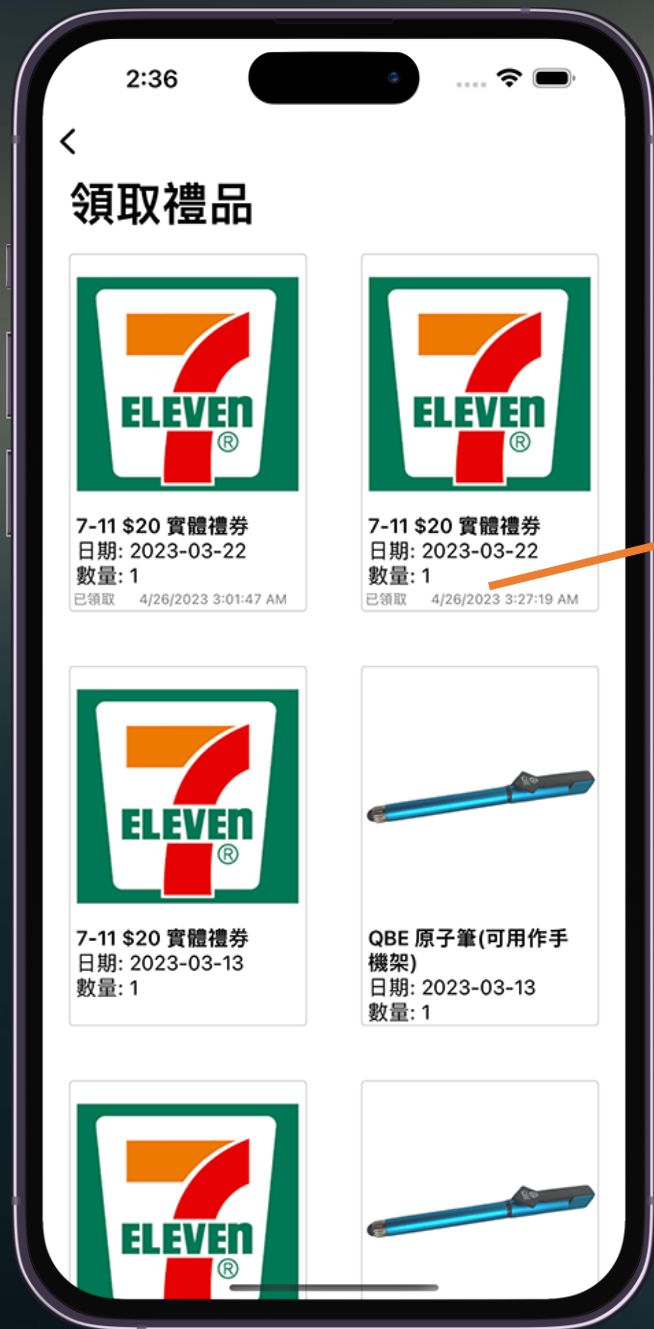 2:36
領取禮品
ELEVEn
®
7-11 $20 實體禮券
日期: 2023-03-22
數量: 1
已領取 4/26/2023 3:01:47 AM
ELEVEn
®
7-11 $20 實體禮券
日期: 2023-03-22
數量: 1
已領取 4/26/2023 3:27:19 AM
ELEVEn
®
7-11 $20 實體禮券
日期: 2023-03-13
數量: 1
QBE 原子筆(可用作手
機架)
日期: 2023-03-13
數量: 1
ELEVEn
®